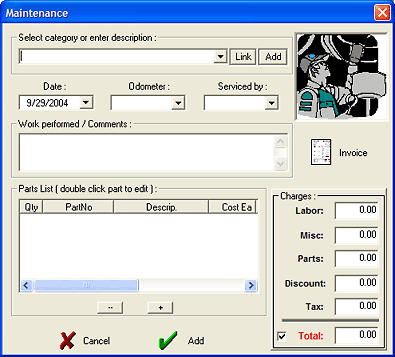 Maintenance
Select category or enter description :
Link Add
Date : Odometer : Serviced by :
9/29/2004
Work performed / Comments :
Invoice
Parts List ( double click part to edit ) :
Qty PartNo Descrip. Cost Ea
Charges :
Labor: 0.00
Misc: 0.00
Parts: 0.00
Discount: 0.00
Tax: 0.00
Total: 0.00
-- +
Cancel Add